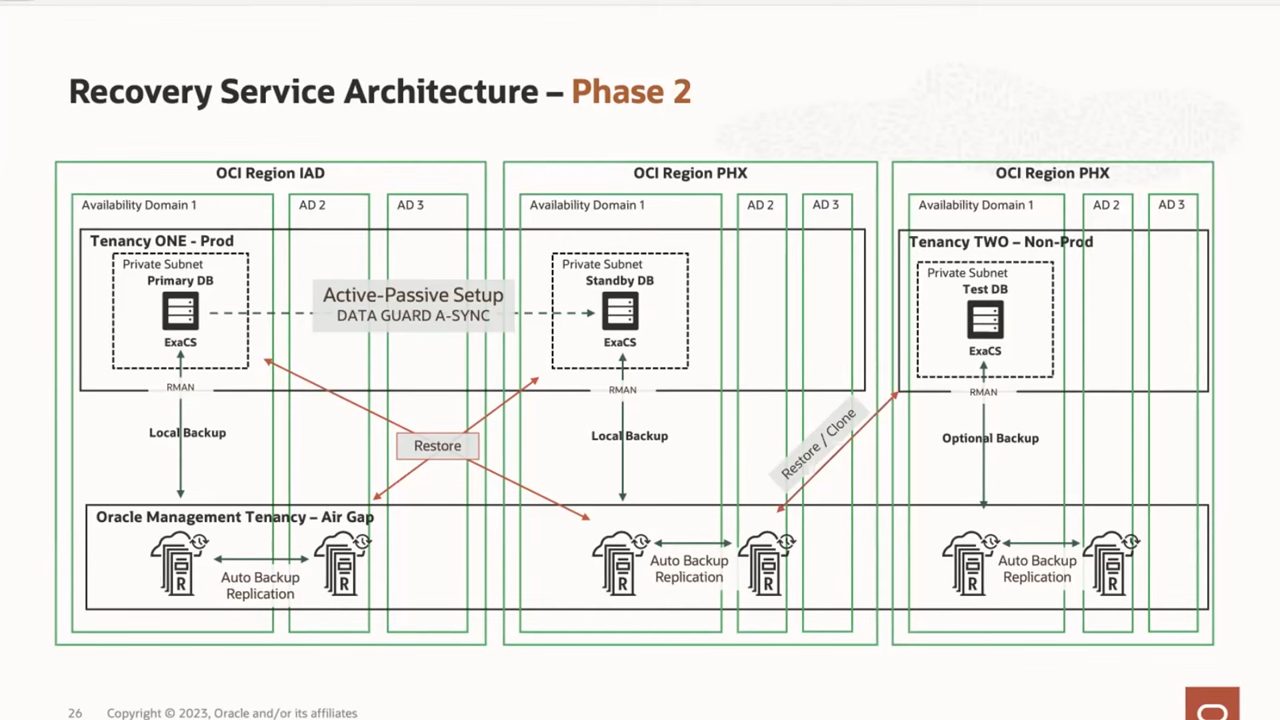 Recovery Service Architecture – Phase 2
OCI Region IAD
OCI Region PHX
OCI Region PHX
Availability Domain 1
AD 2
AD 3
Availability Domain 1
AD 2
AD 3
Availability Domain 1
AD 2
AD 3
Tenancy ONE - Prod
Private Subnet
Primary DB
ExaCS
Active-Passive Setup
DATA GUARD A-SYNC
Private Subnet
Standby DB
ExaCS
Tenancy TWO – Non-Prod
Private Subnet
Test DB
ExaCS
RMAN
Local Backup
Restore
RMAN
Local Backup
Restore / Clone
RMAN
Optional Backup
Oracle Management Tenancy – Air Gap
R
Auto Backup
Replication
R
R
Auto Backup
Replication
R
R
Auto Backup
Replication
R
26
Copyright © 2023, Oracle and/or its affiliates